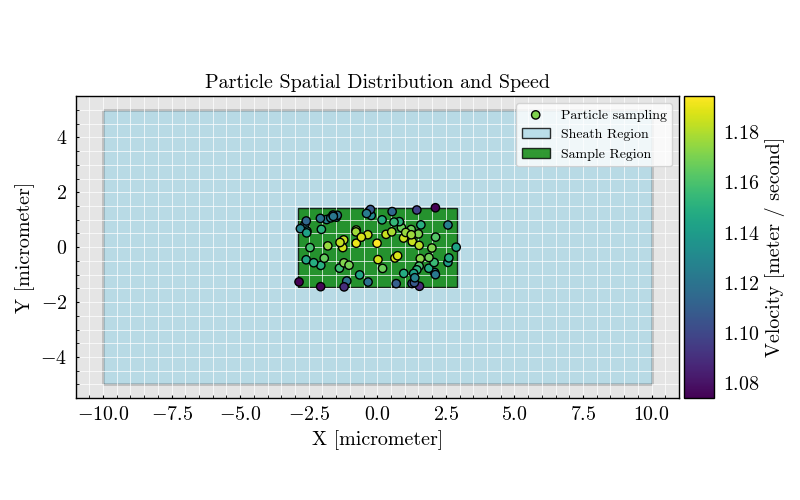 Particle Spatial Distribution and Speed
Particle sampling
Sheath Region
Sample Region
Y [micrometer]
4
2
0
−2
−4
−10.0 −7.5 −5.0 −2.5 0.0 2.5 5.0 7.5 10.0
X [micrometer]
1.18
1.16
1.14
1.12
1.10
1.08
Velocity [meter / second]